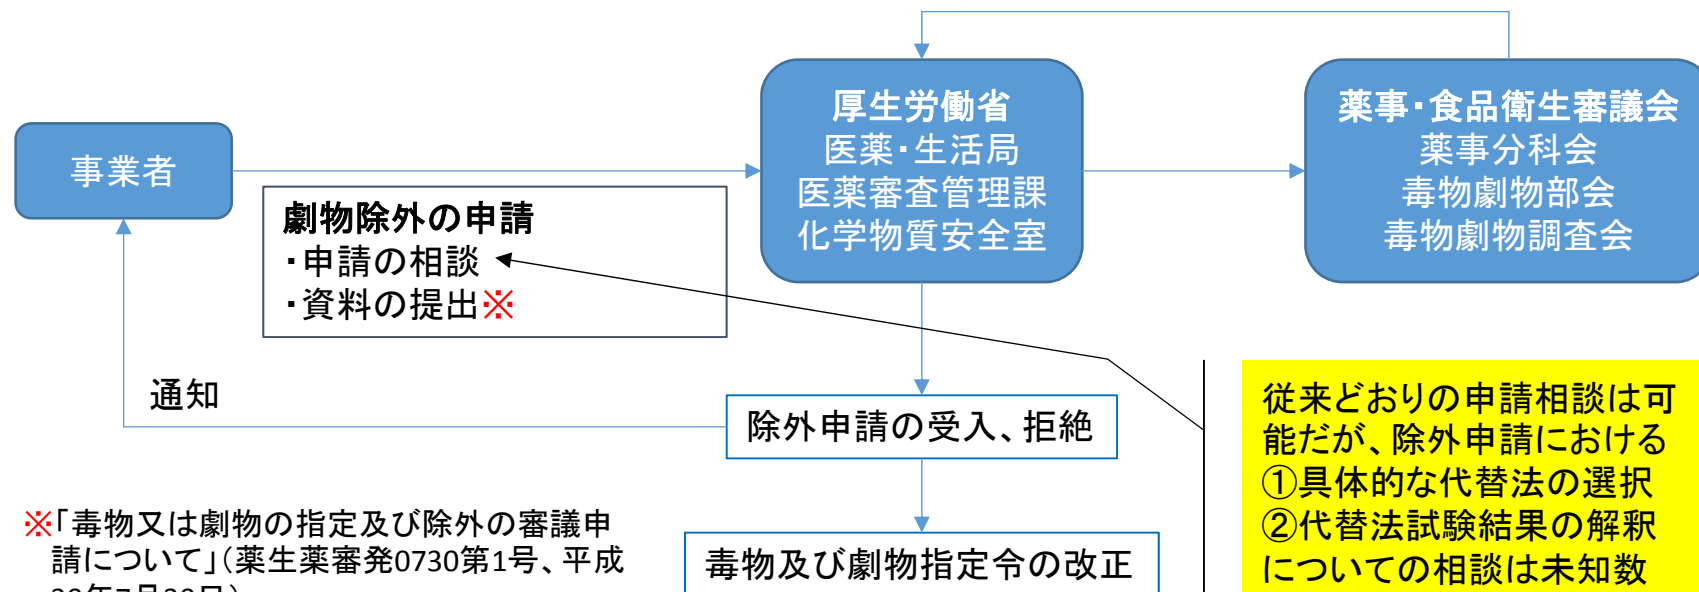 厚生労働省
医薬・生活局
医薬審査管理課
化学物質安全室
薬事・食品衛生審議会
薬事分科会
毒物劇物部会
毒物劇物調査会
事業者
劇物除外の申請
・申請の相談
・資料の提出※
通知
除外申請の受入、拒絶
毒物及び劇物指定令の改正
従来どおりの申請相談は可
能だが、除外申請における
①具体的な代替法の選択
②代替法試験結果の解釈
についての相談は未知数
※「毒物又は劇物の指定及び除外の審議申
請について」（薬生薬審発0730第1号、平成